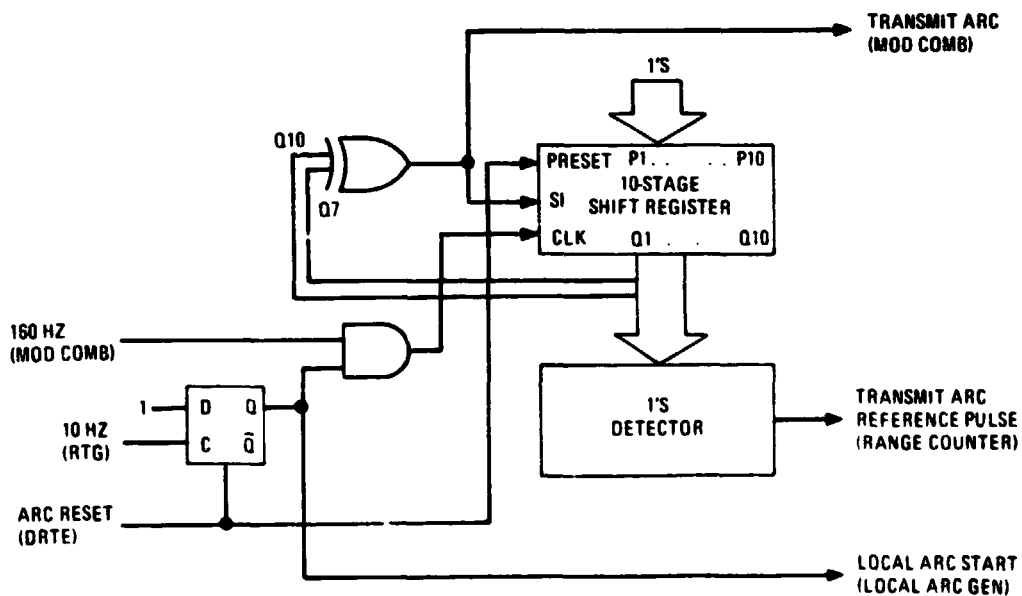 TRANSMIT ARC
(MOD COMB)
1'S
Q10
Q7
PRESET P1 . . . . P10
10-STAGE
SHIFT REGISTER
SI
CLK Q1 . . Q10
160 HZ
(MOD COMB)
1
D Q
10 HZ
(RTG)
C Q̅
1'S
DETECTOR
TRANSMIT ARC
REFERENCE PULSE
(RANGE COUNTER)
ARC RESET
(DRTE)
LOCAL ARC START
(LOCAL ARC GEN)